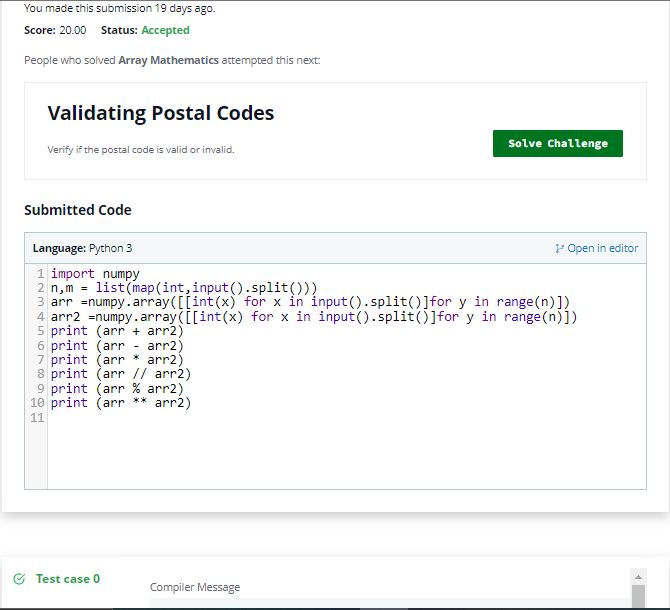 You made this submission 19 days ago.
Score: 20.00 Status: Accepted
People who solved Array Mathematics attempted this next:
Validating Postal Codes
Verify if the postal code is valid or invalid.
Solve Challenge
Submitted Code
Language: Python 3
Open in editor
1 import numpy
2 n,m = list(map(int,input().split()))
3 arr =numpy.array([[int(x) for x in input().split()]for y in range(n)])
4 arr2 =numpy.array([[int(x) for x in input().split()]for y in range(n)])
5 print (arr + arr2)
6 print (arr - arr2)
7 print (arr * arr2)
8 print (arr // arr2)
9 print (arr % arr2)
10 print (arr ** arr2)
11
Test case 0
Compiler Message